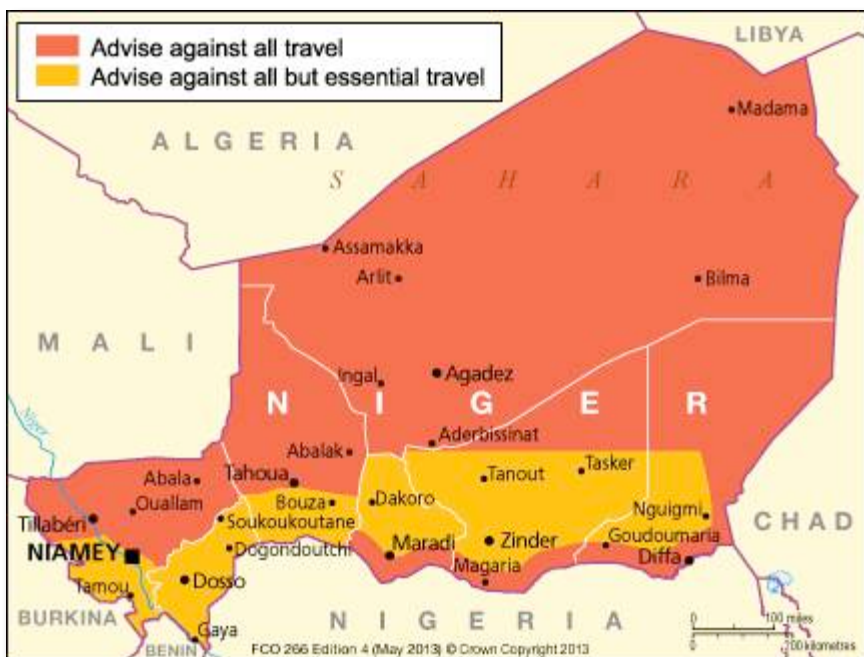 Advise against all travel
Advise against all but essential travel
LIBYA
Madama
ALGERIA
SAHARA
Assamakka
Arlit
Bilma
MALI
Ingal
Agadez
NIGER
Niger
Aderbissinat
Abalak
Abala
Tahoua
Tanout
Tasker
Ouallam
Bouza
Dakoro
Tillabéri
Soukoukoutane
Nguigmi
CHAD
NIAMEY
Dogondoutchi
Maradi
Zinder
Goudoumaria
Diffa
Tamou
Dosso
Magaria
BURKINA
NIGERIA
Gaya
BENIN
0 100 miles
0 200 kilometres
FCO 266 Edition 4 (May 2013) © Crown Copyright 2013